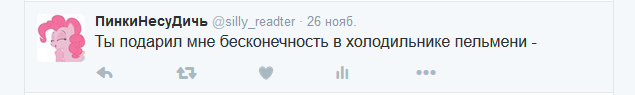 ПинкиНесуДичь @silly_readter · 26 нояб.
Ты подарил мне бесконечность в холодильнике пельмени -